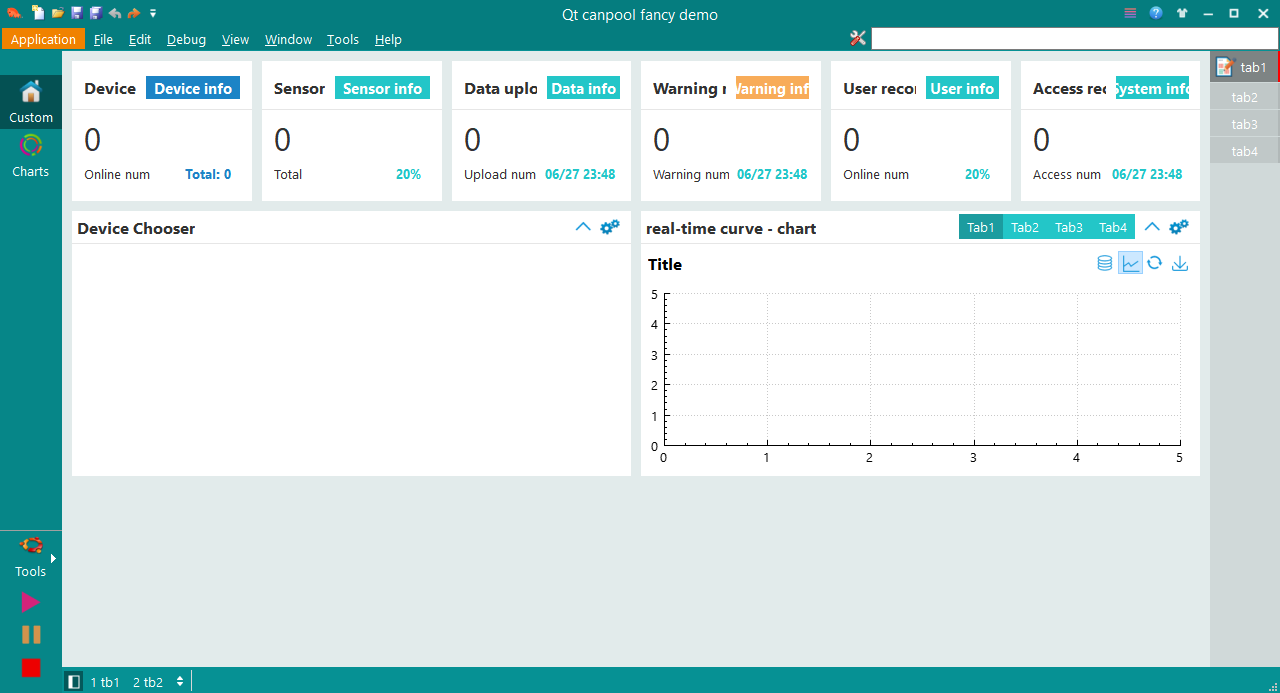 Qt canpool fancy demo
Application File Edit Debug View Window Tools Help
Custom
Charts
Tools
Device Device info
0
Online num Total: 0
Sensor Sensor info
0
Total 20%
Data uplo Data info
0
Upload num 06/27 23:48
Warning r Warning inf
0
Warning num 06/27 23:48
User recor User info
0
Online num 20%
Access rec System info
0
Access num 06/27 23:48
Device Chooser
real-time curve - chart Tab1 Tab2 Tab3 Tab4
Title
5
4
3
2
1
0
0 1 2 3 4 5
tab1
tab2
tab3
tab4
1 tb1 2 tb2